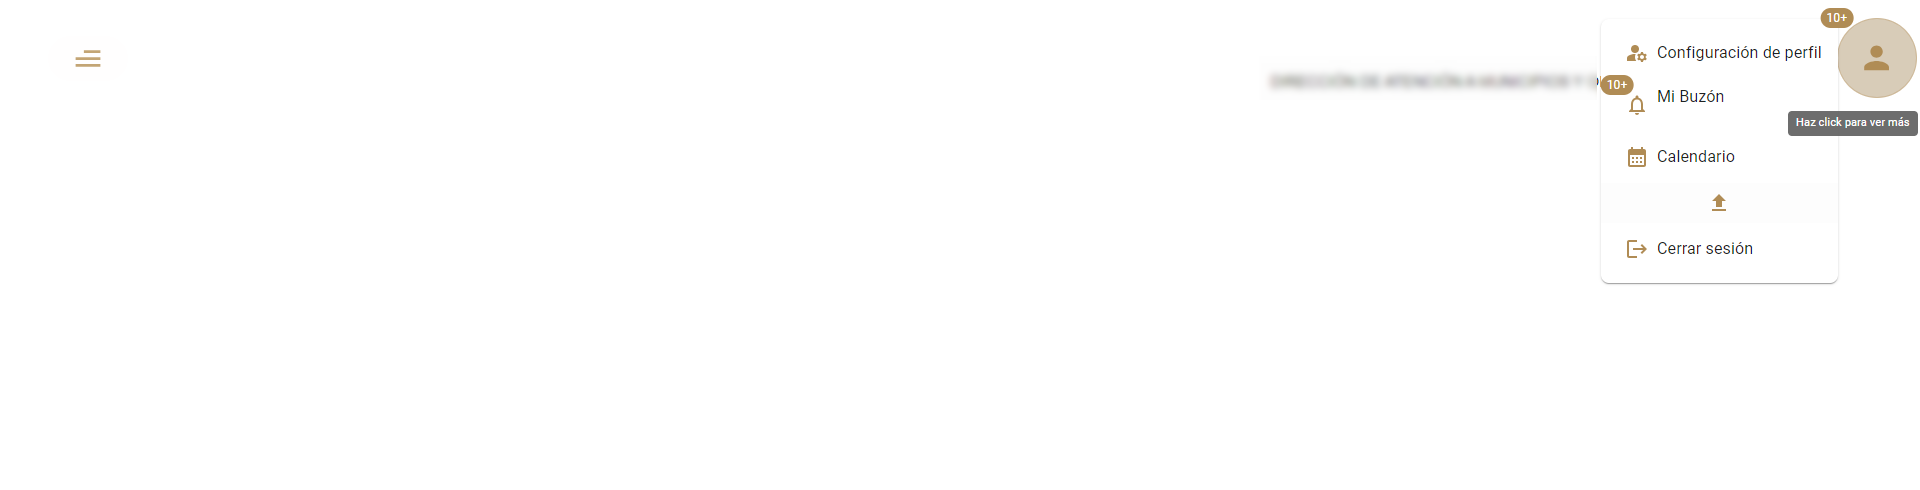 10+
Configuración de perfil
10+
Mi Buzón
Haz click para ver más
Calendario
Cerrar sesión